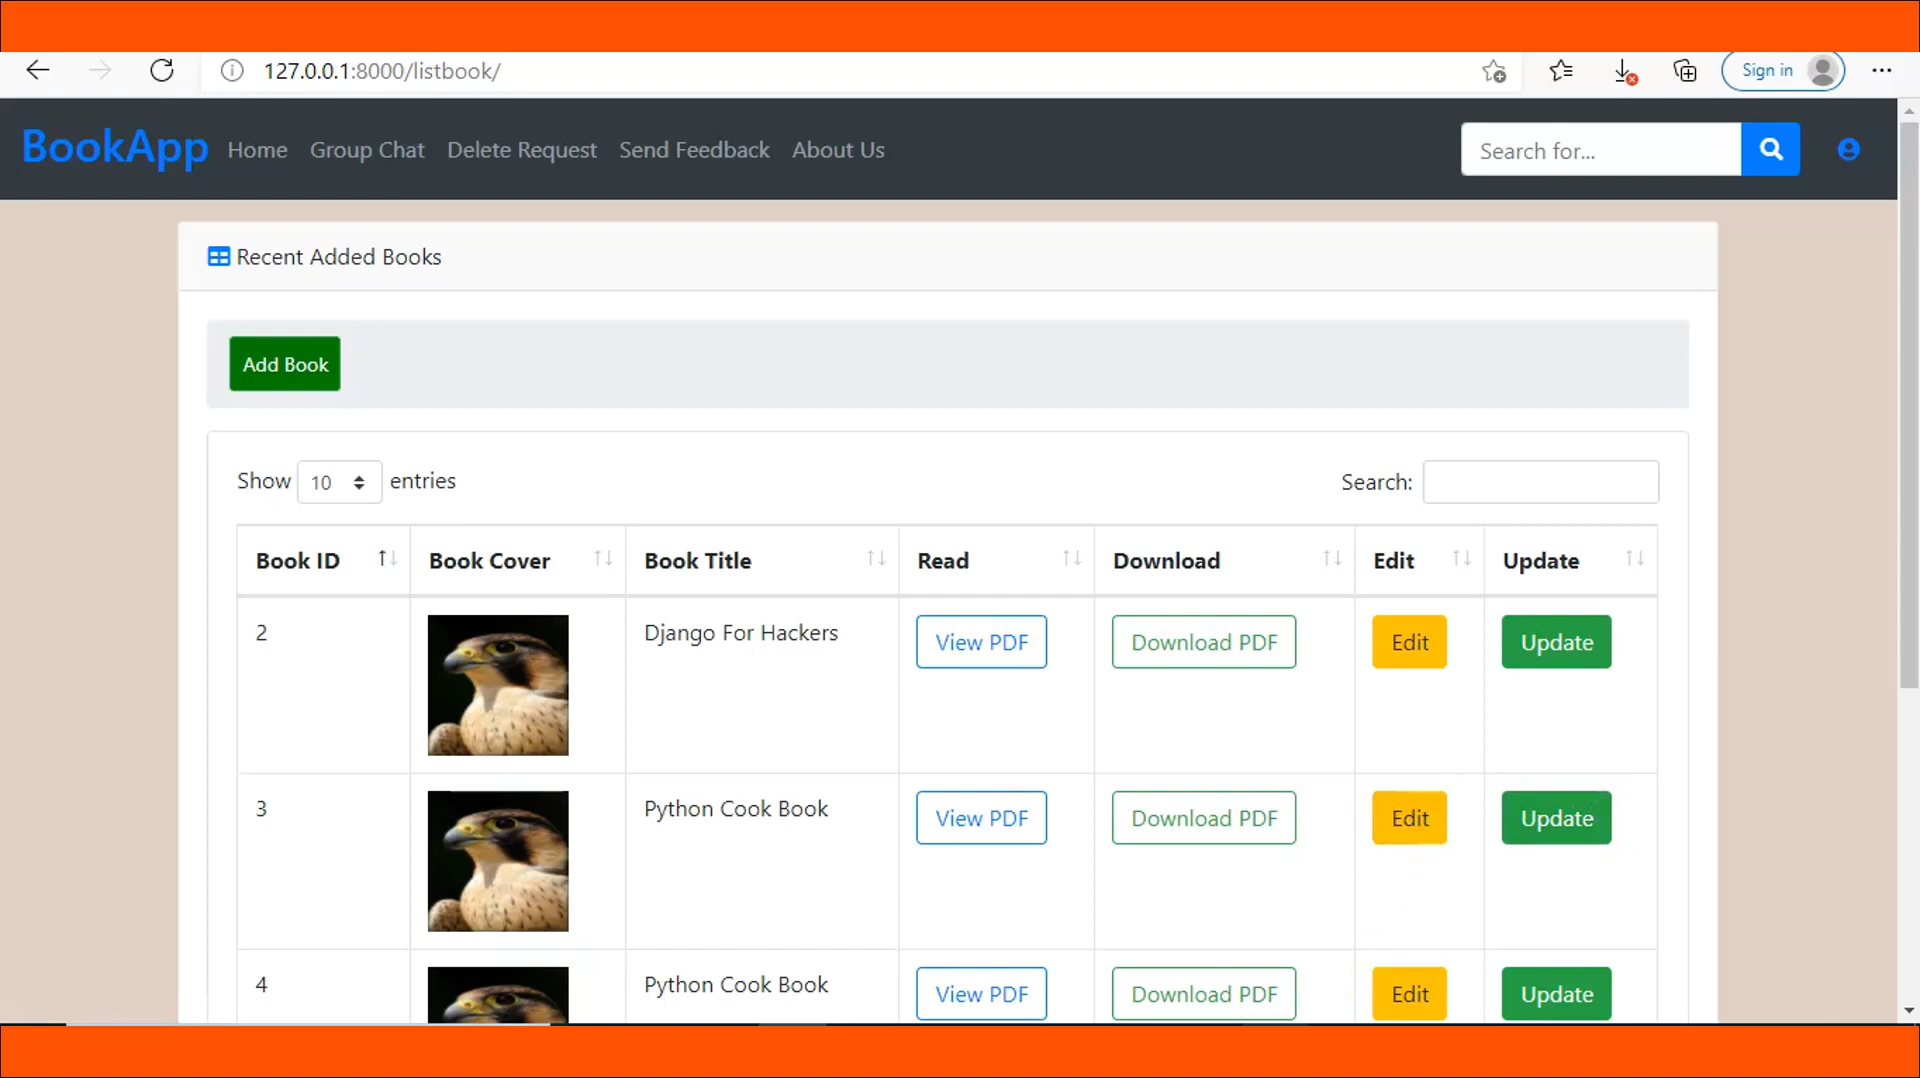 127.0.0.1:8000/listbook/
Sign in
BookApp Home Group Chat Delete Request Send Feedback About Us
Search for...
Recent Added Books
Add Book
Show 10 entries
Search:
Book ID Book Cover Book Title Read Download Edit Update
2 Django For Hackers View PDF Download PDF Edit Update
3 Python Cook Book View PDF Download PDF Edit Update
4 Python Cook Book View PDF Download PDF Edit Update